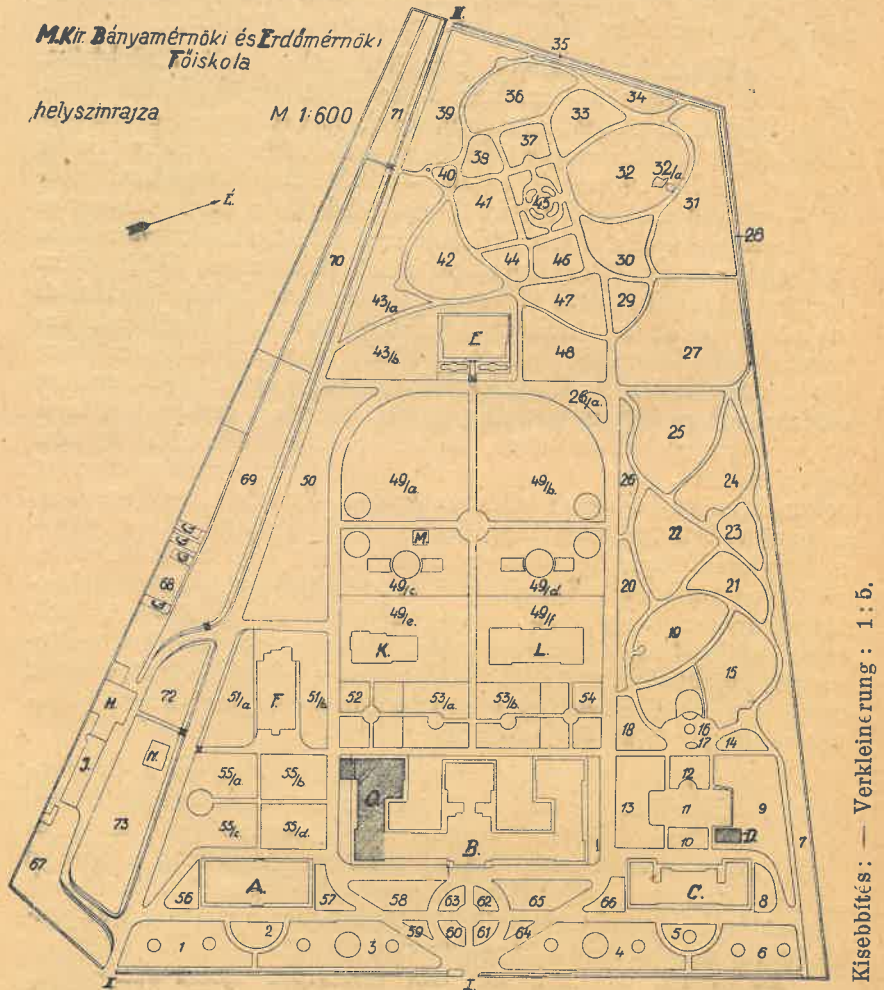 M.Kir. Bányamérnöki és Erdőmérnöki
Főiskola
helyszinrajza M 1:600
É.
II.
35
34
71 39 36 33
38 37
40 32 32/a.
41 45 31
28
70 42 44 46 30
43/a. 47 29
43/b. E 48 27
26/a.
25
69 50 49/a. 49/b. 26 24
G G G M. 22 23
68 G 49/c. 49/d. 20 21
49/e. 49/f
K. L. 19
15
H. 72 51/a F. 51/b. 52 53/a. 53/b. 54
18 16
17 14
J. N. 55/a. 55/b O. 12
13 11 9
73 55/c. 55/d. B. 10 D. 7
67 56 A. 57 58 63 62 65 66 C. 8
1 2 3 59 60 61 64 4 5 6
I. I.
Kisebbítés: — Verkleinerung: 1:5.